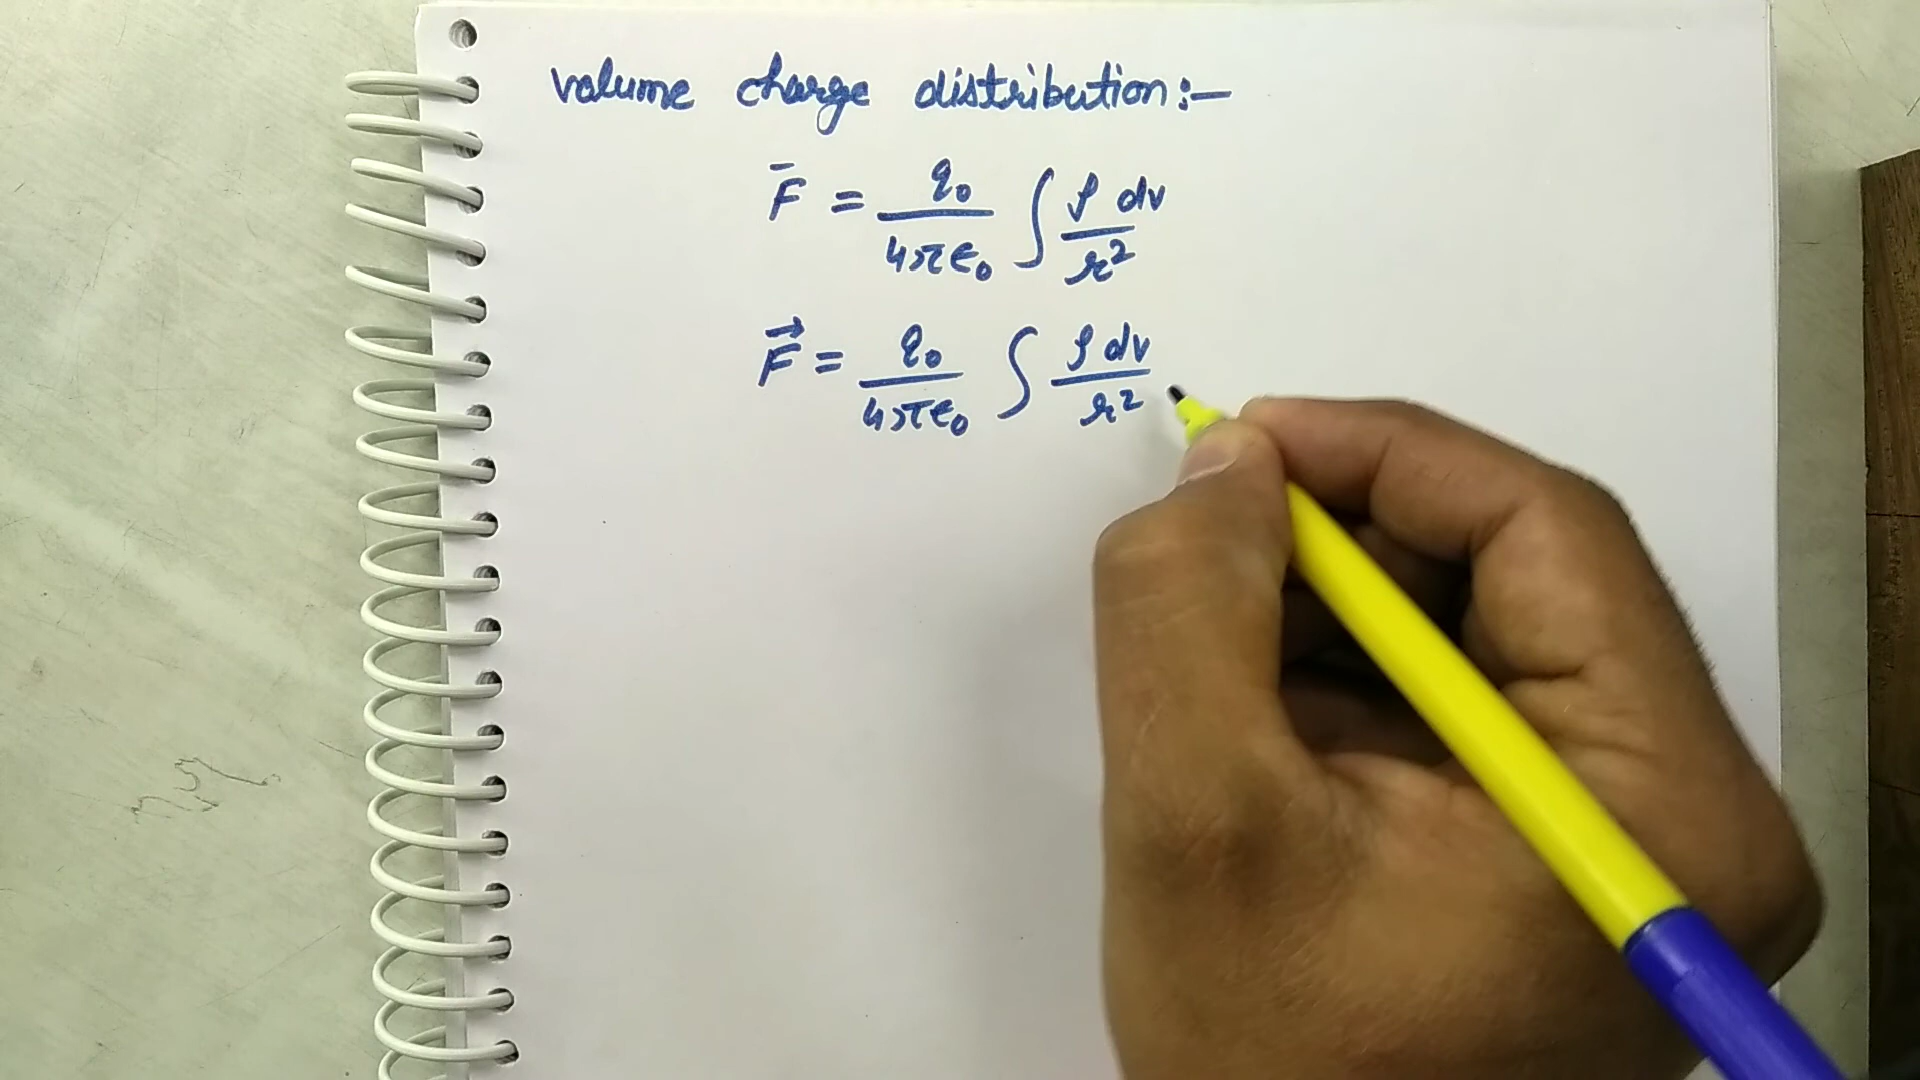 volume charge distribution:-
F̄ = q₀/4πϵ₀ ∫ ρ dv/r²
F⃗ = q₀/4πϵ₀ ∫ ρ dv/r²